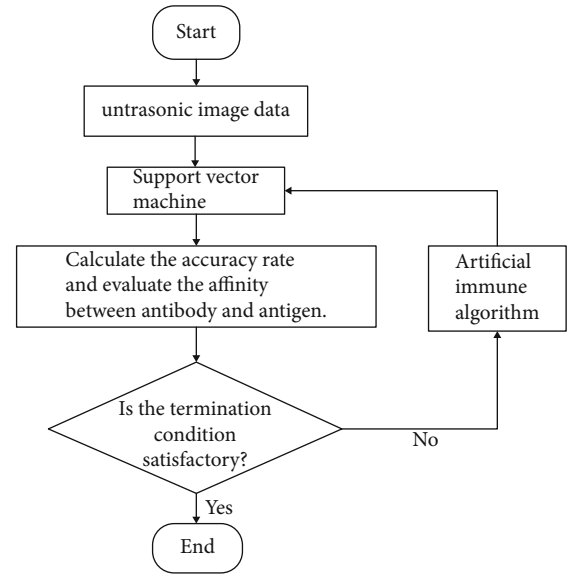 Start
untrasonic image data
Support vector
machine
Calculate the accuracy rate
and evaluate the affinity
between antibody and antigen.
Artificial
immune
algorithm
Is the termination
condition
satisfactory?
No
Yes
End